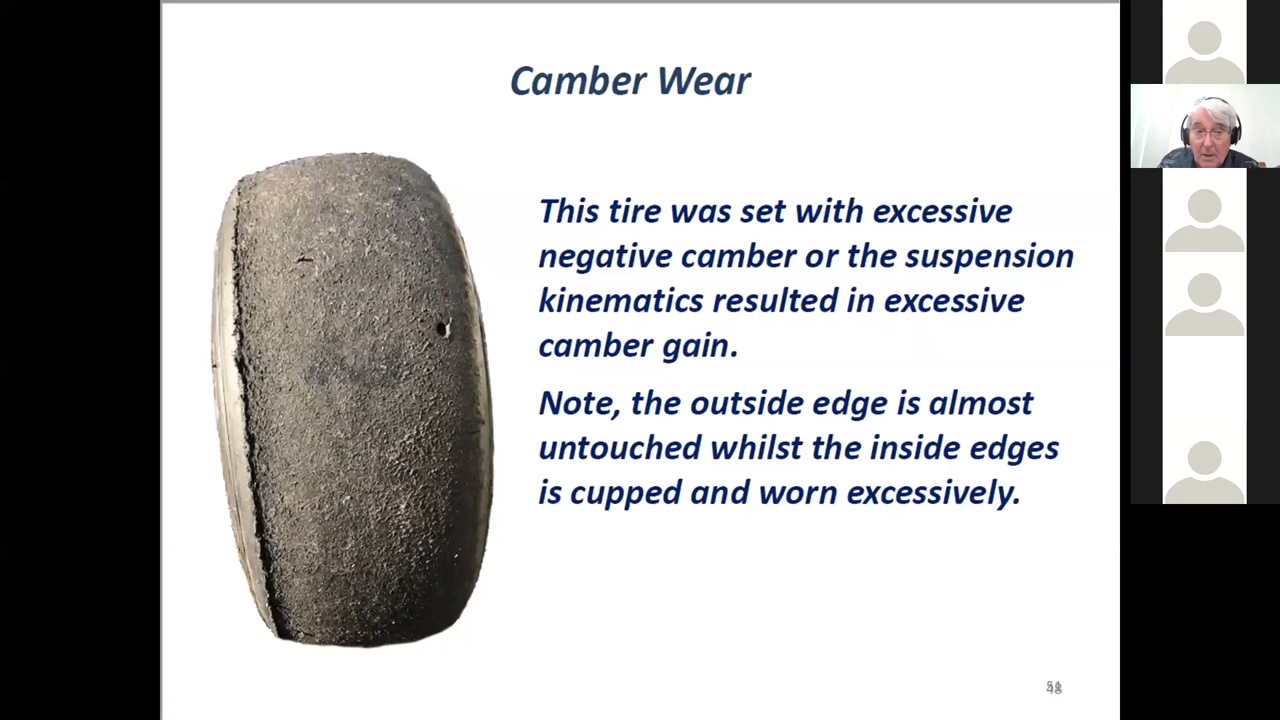 Camber Wear
This tire was set with excessive
negative camber or the suspension
kinematics resulted in excessive
camber gain.
Note, the outside edge is almost
untouched whilst the inside edges
is cupped and worn excessively.